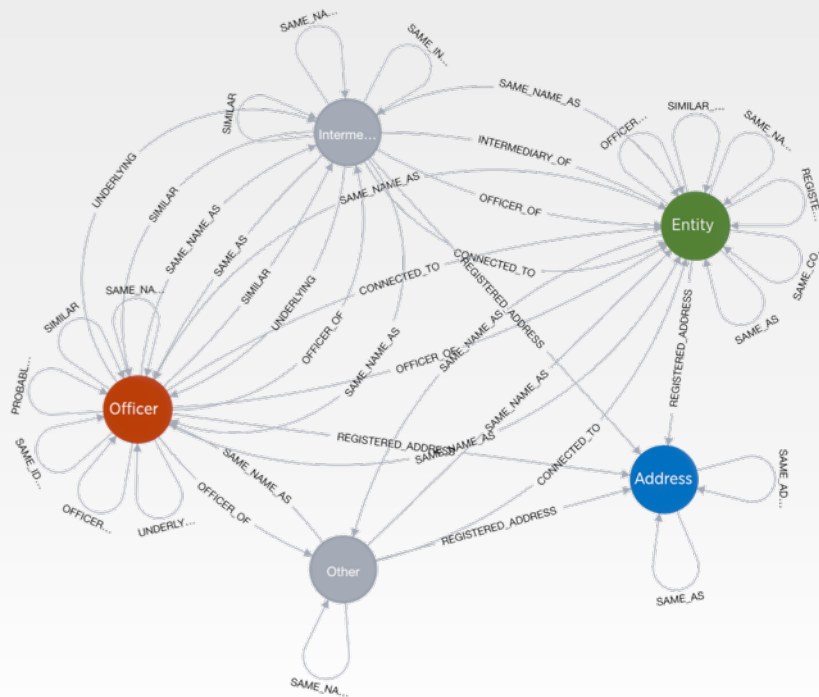 SAME_NA...
SAME_IN...
SIMILAR
Interme...
SAME_NAME_AS
SIMILAR_...
OFFICER...
SAME_NA...
INTERMEDIARY_OF
REGISTE...
UNDERLYING
SIMILAR
SAME_NAME_AS
OFFICER_OF
Entity
SAME_NAME_AS
SAME_AS
CONNECTED_TO
CONNECTED_TO
SAME_CO...
SIMILAR
UNDERLYING
REGISTERED_ADDRESS
REGISTERED_ADDRESS
SAME_NA...
SIMILAR
OFFICER_OF
SAME_NAME_AS
SAME_AS
PROBABL...
SAME_NAME_AS
OFFICER_OF
Officer
SAME_NAME_AS
REGISTERED_ADDRESS
SAME_NAME_AS
CONNECTED_TO
SAME_ID...
SAME_NAME_AS
Address
SAME_AD...
OFFICER...
UNDERLY...
OFFICER_OF
REGISTERED_ADDRESS
Other
SAME_AS
SAME_NA...